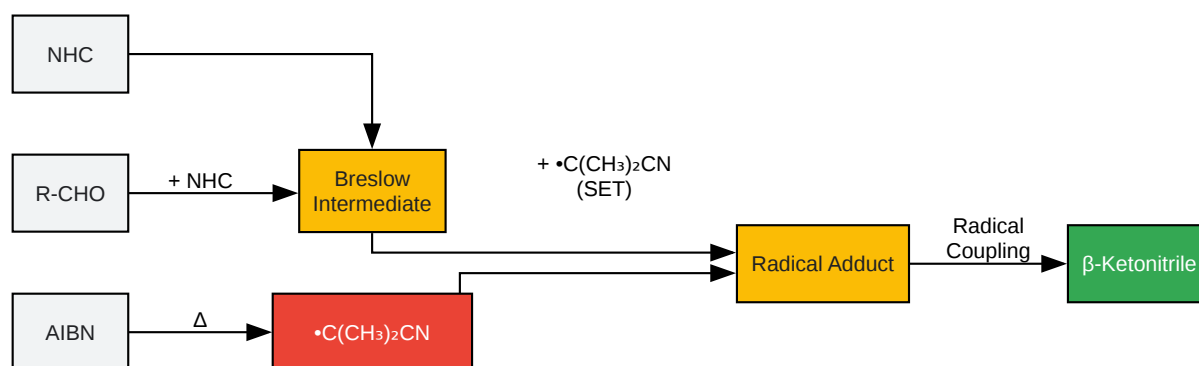 NHC
R-CHO
+ NHC
Breslow
Intermediate
+ •C(CH₃)₂CN
(SET)
AIBN
Δ
•C(CH₃)₂CN
Radical Adduct
Radical
Coupling
β-Ketonitrile